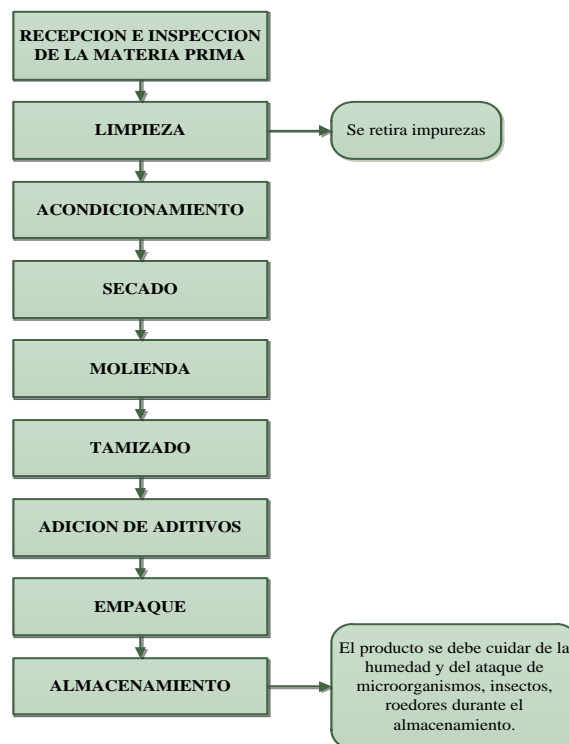 RECEPCION E INSPECCION
DE LA MATERIA PRIMA
LIMPIEZA
Se retira impurezas
ACONDICIONAMIENTO
SECADO
MOLIENDA
TAMIZADO
ADICION DE ADITIVOS
EMPAQUE
ALMACENAMIENTO
El producto se debe cuidar de la
humedad y del ataque de
microorganismos, insectos,
roedores durante el
almacenamiento.